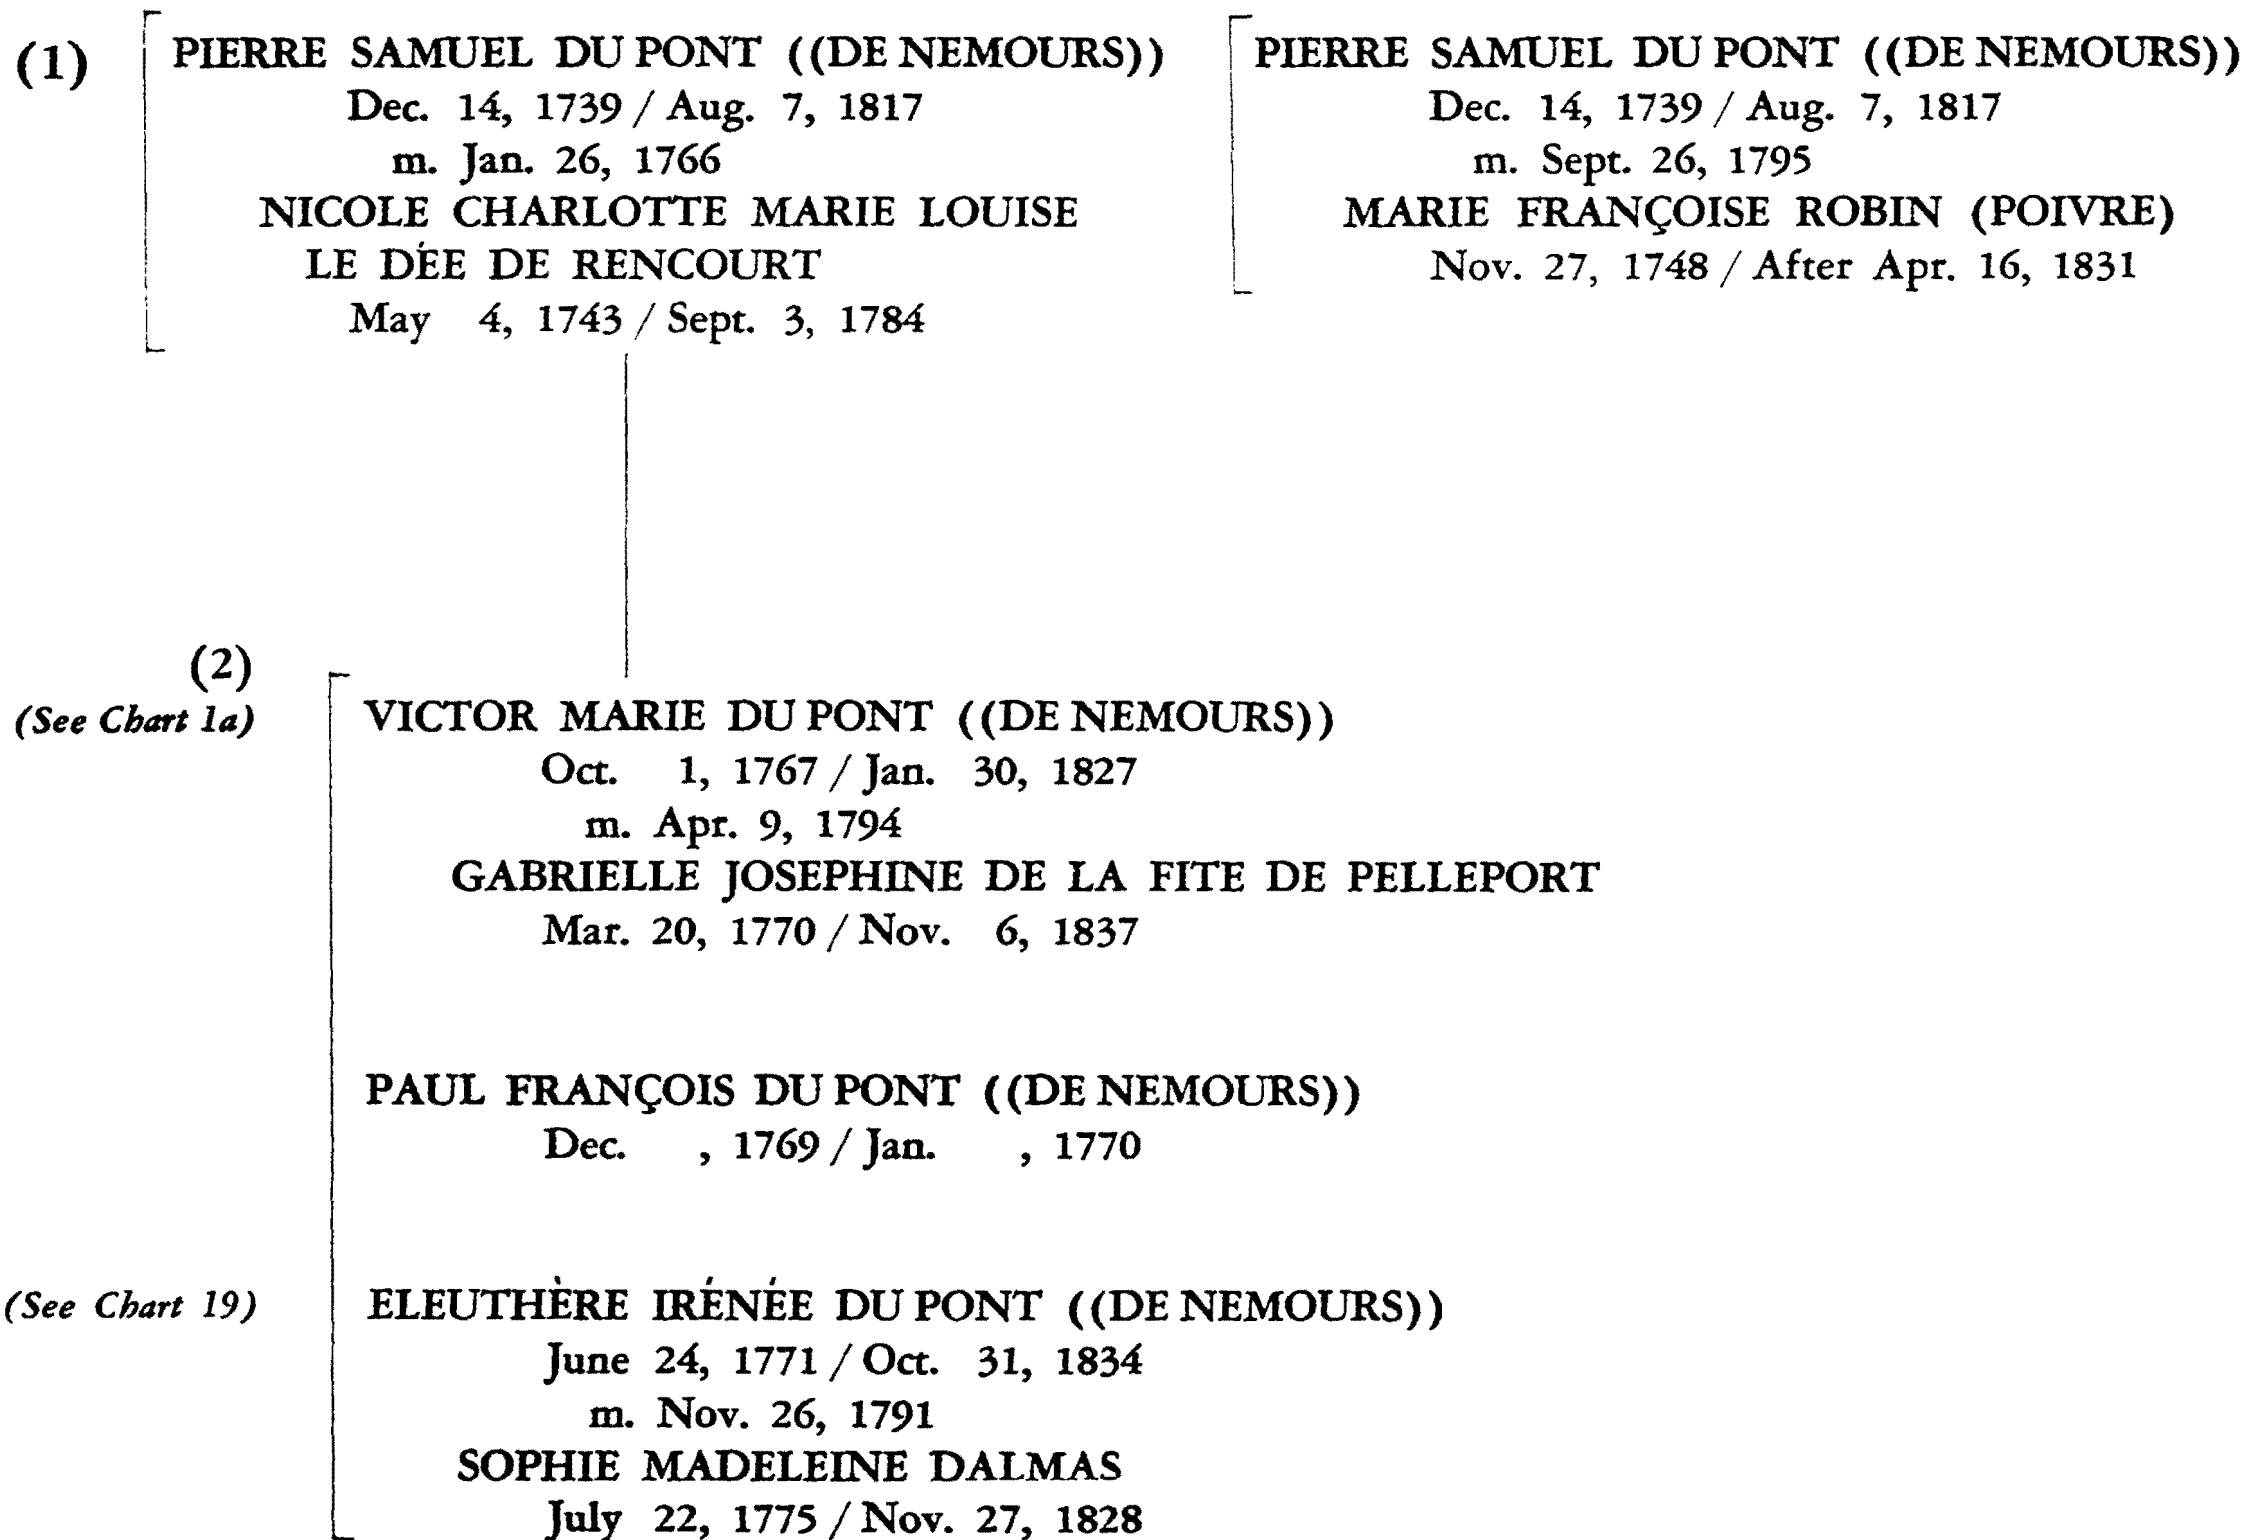 (1)
PIERRE SAMUEL DU PONT ((DE NEMOURS))
Dec. 14, 1739 / Aug. 7, 1817
m. Jan. 26, 1766
NICOLE CHARLOTTE MARIE LOUISE
LE DÉE DE RENCOURT
May 4, 1743 / Sept. 3, 1784
PIERRE SAMUEL DU PONT ((DE NEMOURS))
Dec. 14, 1739 / Aug. 7, 1817
m. Sept. 26, 1795
MARIE FRANÇOISE ROBIN (POIVRE)
Nov. 27, 1748 / After Apr. 16, 1831
(2)
(See Chart 1a)
VICTOR MARIE DU PONT ((DE NEMOURS))
Oct. 1, 1767 / Jan. 30, 1827
m. Apr. 9, 1794
GABRIELLE JOSEPHINE DE LA FITE DE PELLEPORT
Mar. 20, 1770 / Nov. 6, 1837
PAUL FRANÇOIS DU PONT ((DE NEMOURS))
Dec. , 1769 / Jan. , 1770
(See Chart 19)
ELEUTHÈRE IRÉNÉE DU PONT ((DE NEMOURS))
June 24, 1771 / Oct. 31, 1834
m. Nov. 26, 1791
SOPHIE MADELEINE DALMAS
July 22, 1775 / Nov. 27, 1828